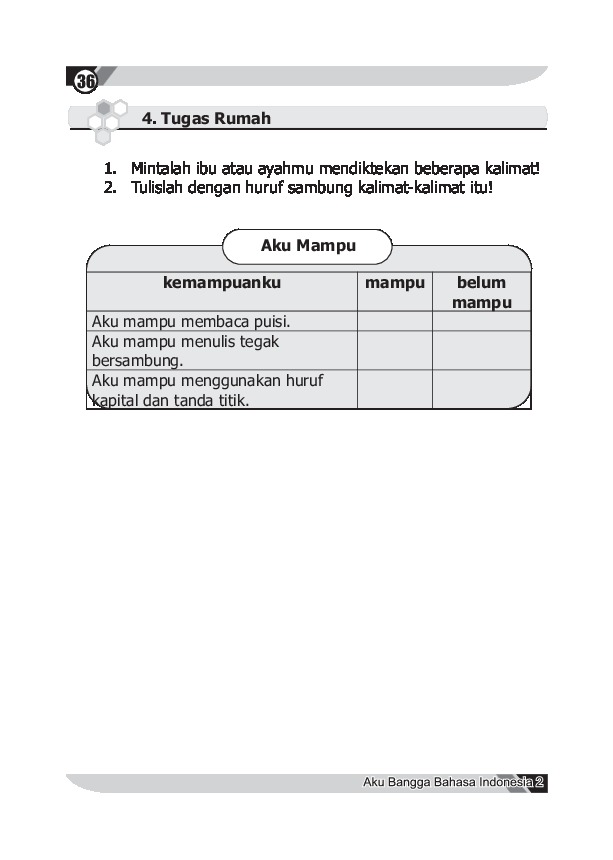 36
4. Tugas Rumah
1. Mintalah ibu atau ayahmu mendiktekan beberapa kalimat!
2. Tulislah dengan huruf sambung kalimat-kalimat itu!
Aku Mampu
kemampuanku mampu belum
mampu
Aku mampu membaca puisi.
Aku mampu menulis tegak
bersambung.
Aku mampu menggunakan huruf
kapital dan tanda titik.
Aku Bangga Bahasa Indonesia 2